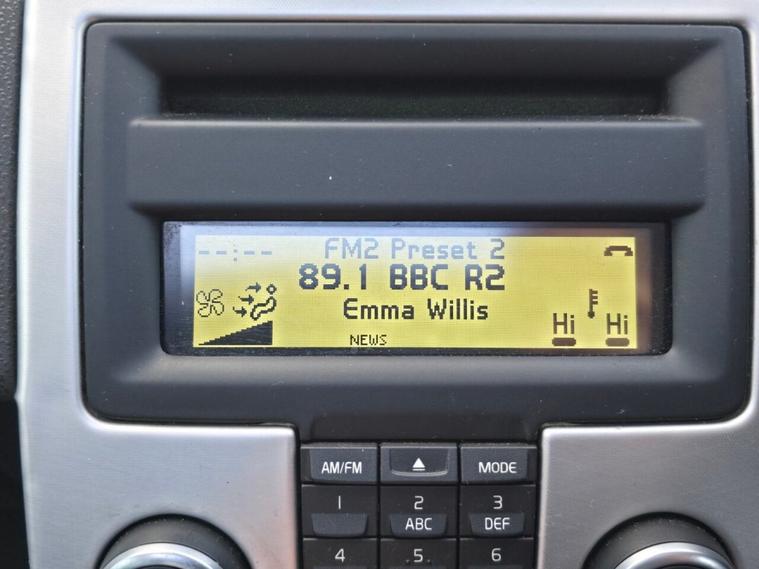 --:--
FM2 Preset 2
89.1 BBC R2
Emma Willis
Hi Hi
NEWS
AM/FM MODE
1 2 3
ABC DEF
4 5 6